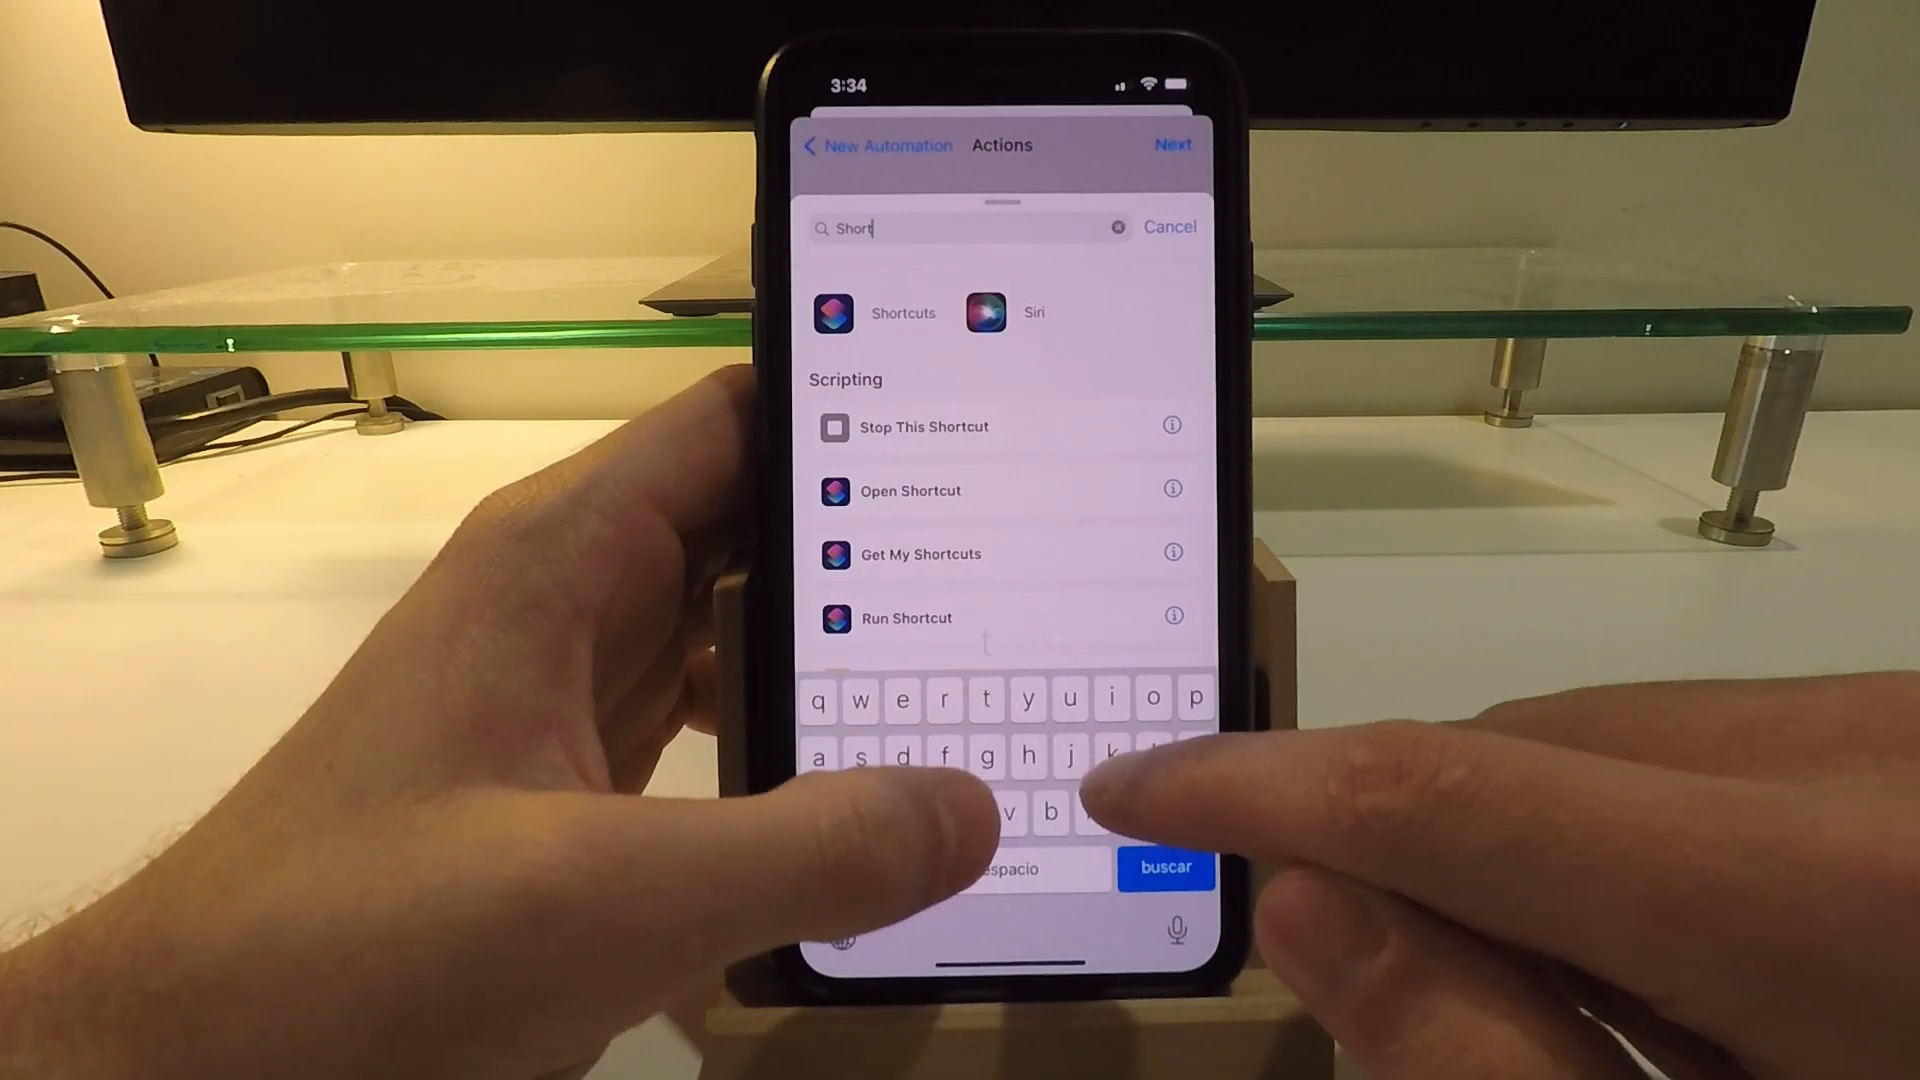 3:34
New Automation Actions Next
Short Cancel
Shortcuts Siri
Scripting
Stop This Shortcut
Open Shortcut
Get My Shortcuts
Run Shortcut
t
q w e r t y u i o p
a s d f g h j k
v b
espacio buscar